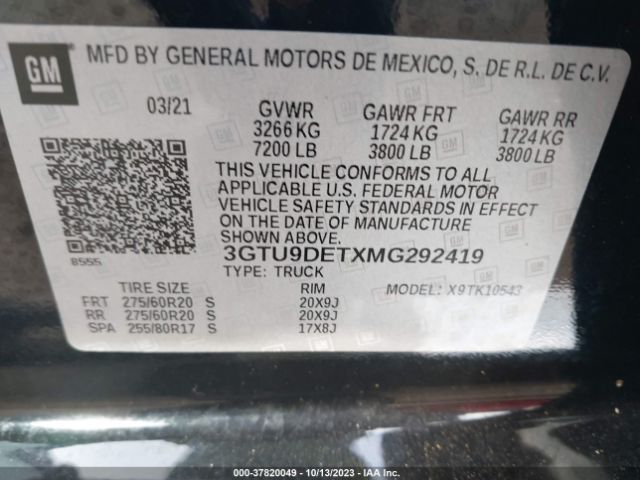 GM
MFD BY GENERAL MOTORS DE MEXICO, S. DE R.L. DE C.V.
03/21 GVWR GAWR FRT GAWR RR
3266 KG 1724 KG 1724 KG
7200 LB 3800 LB 3800 LB
THIS VEHICLE CONFORMS TO ALL
APPLICABLE U.S. FEDERAL MOTOR
VEHICLE SAFETY STANDARDS IN EFFECT
ON THE DATE OF MANUFACTURE
SHOWN ABOVE.
8555 3GTU9DETXMG292419
TYPE: TRUCK
TIRE SIZE RIM MODEL: X9TK10543
FRT 275/60R20 S 20X9J
RR 275/60R20 S 20X9J
SPA 255/80R17 S 17X8J
000-37820049 - 10/13/2023 - IAAI.com